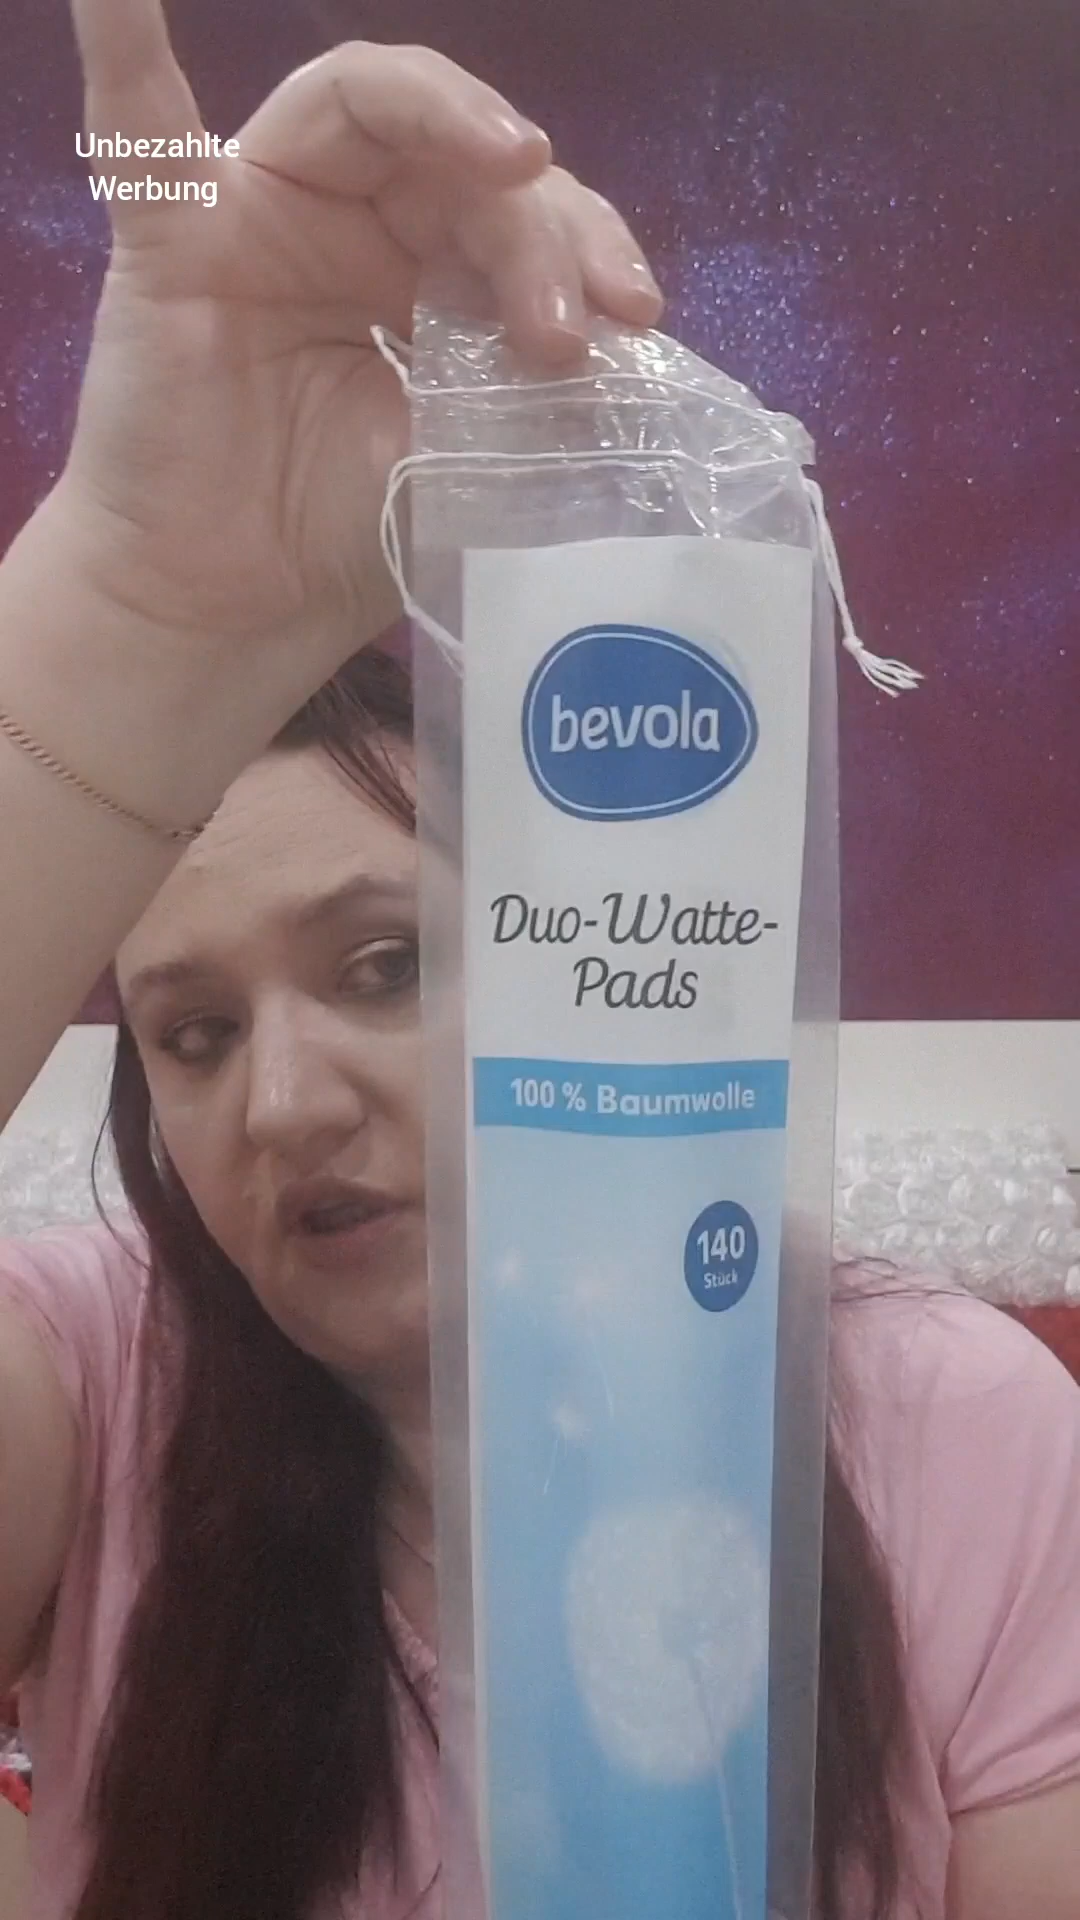 Unbezahlte
Werbung
bevola
Duo-Watte-
Pads
100 % Baumwolle
140
Stück